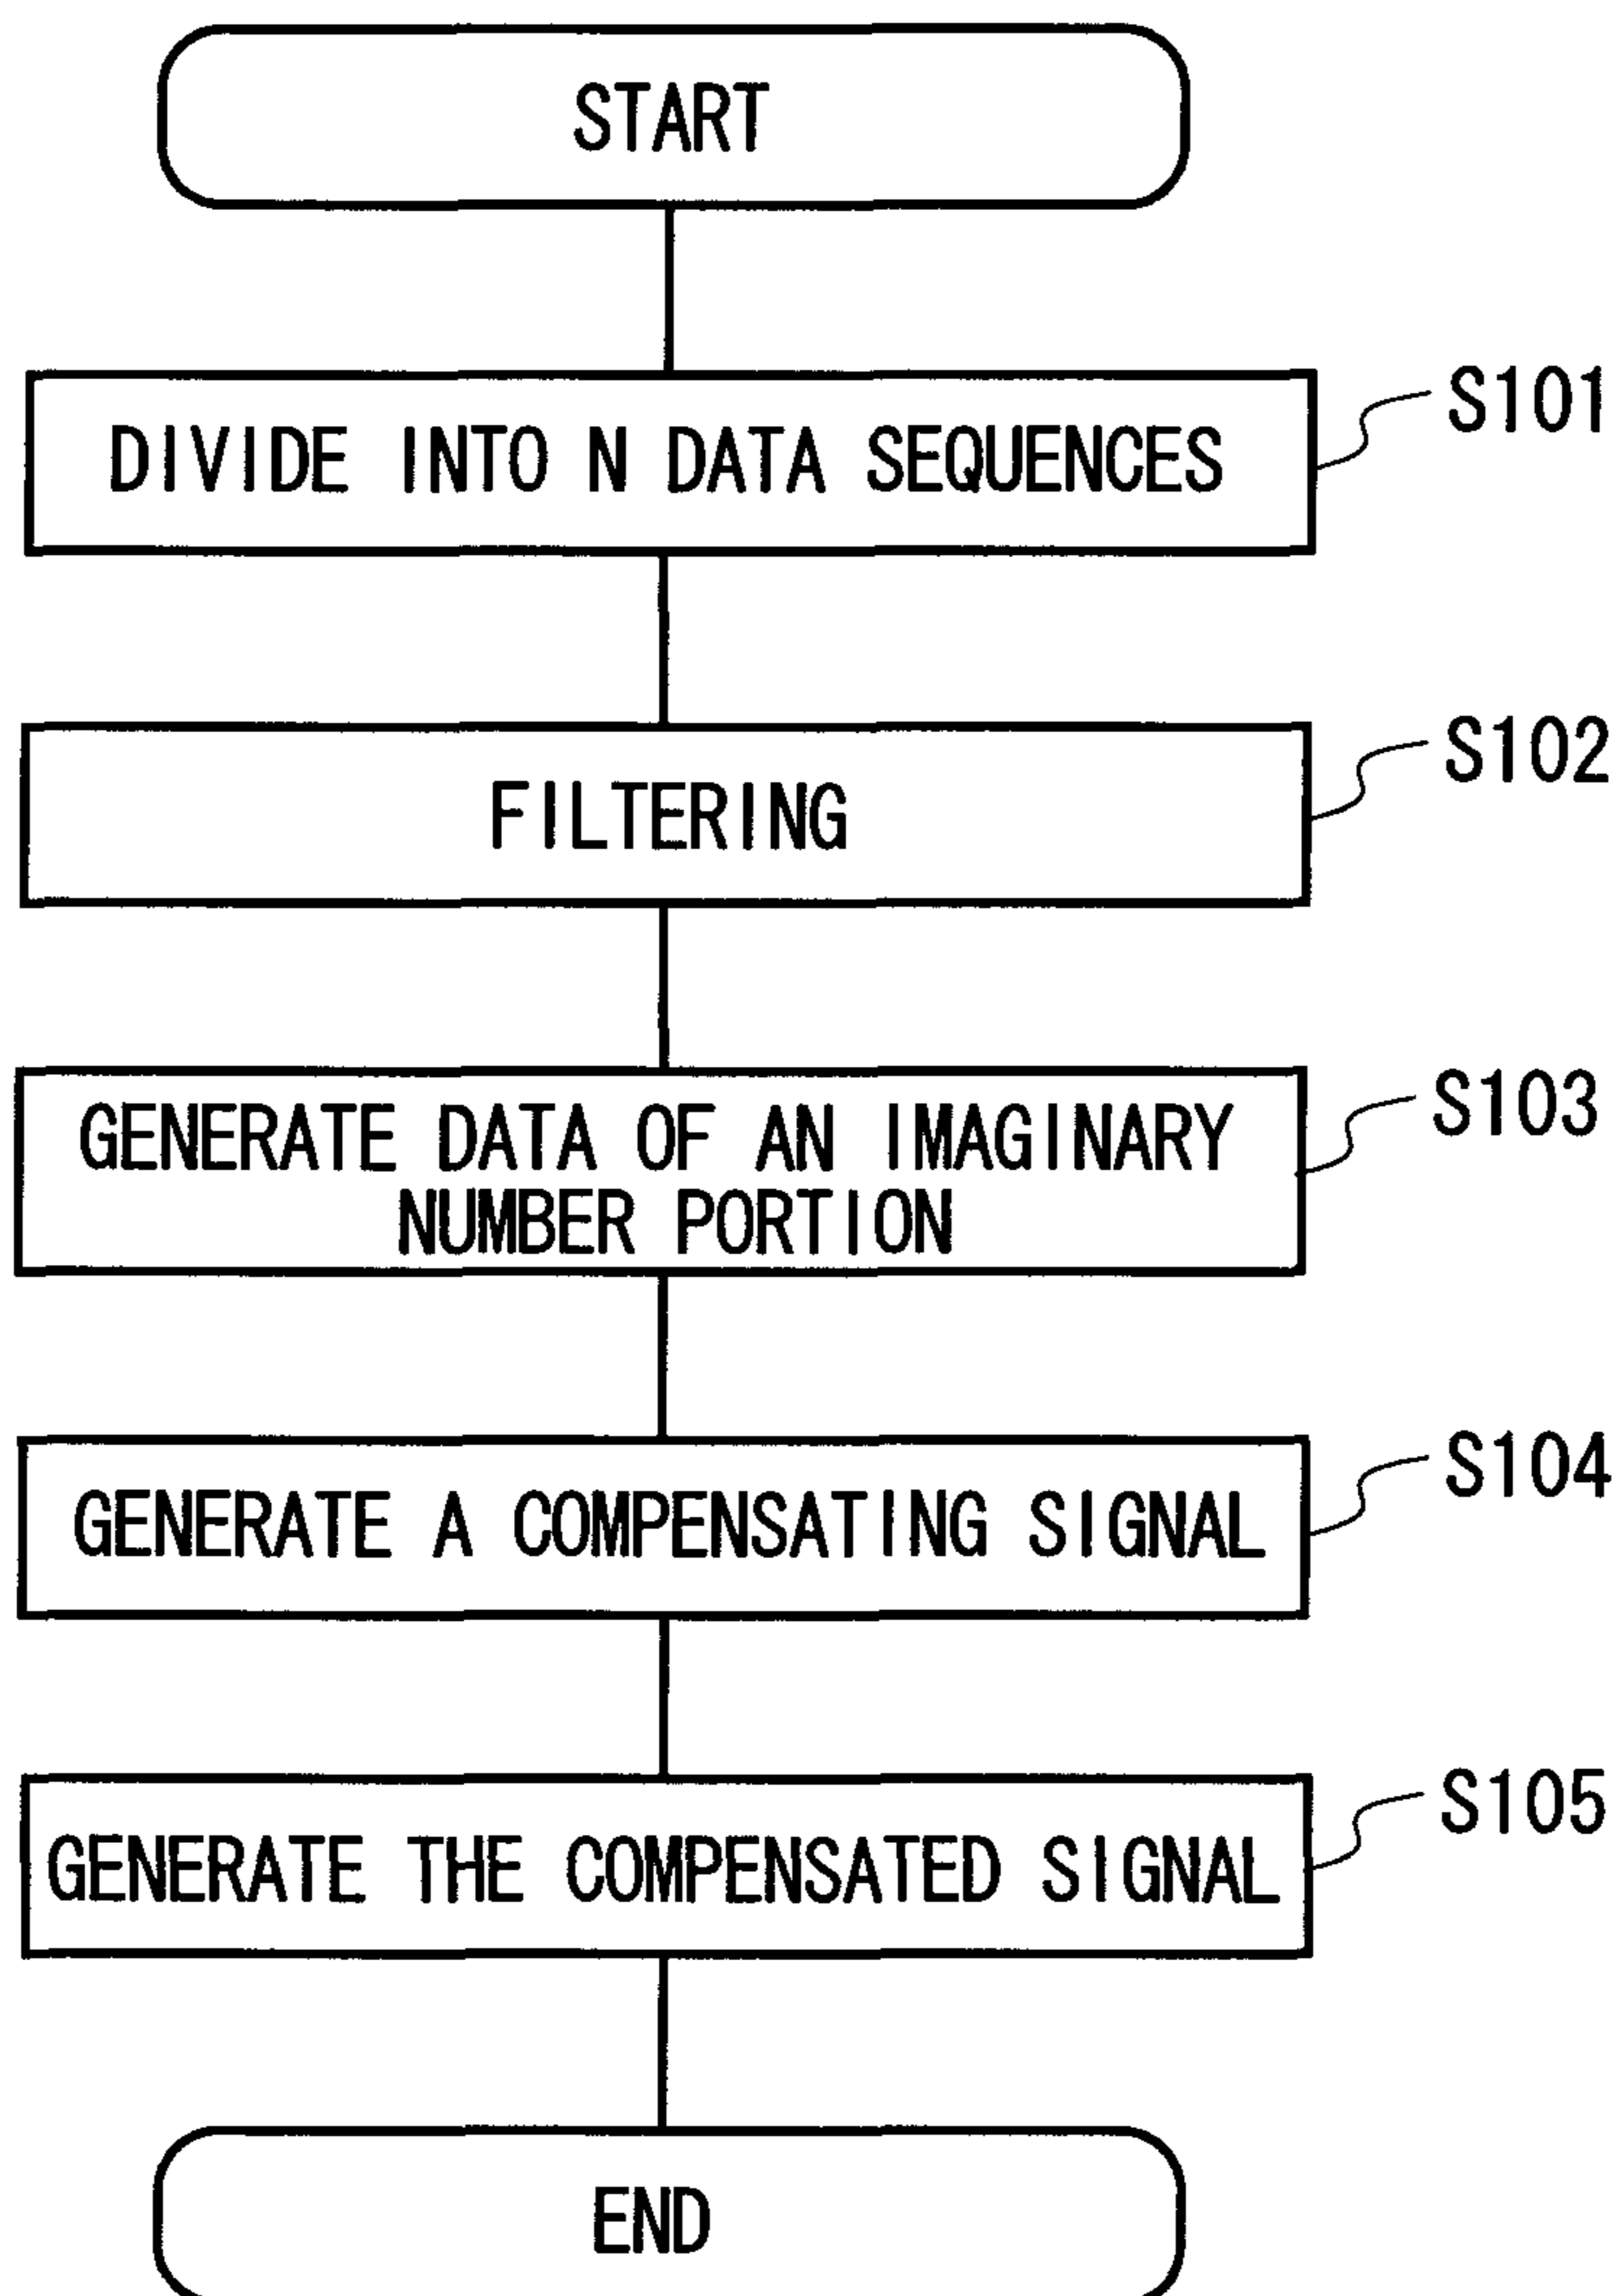 START
DIVIDE INTO N DATA SEQUENCES
S101
FILTERING
S102
GENERATE DATA OF AN IMAGINARY
NUMBER PORTION
S103
GENERATE A COMPENSATING SIGNAL
S104
GENERATE THE COMPENSATED SIGNAL
S105
END